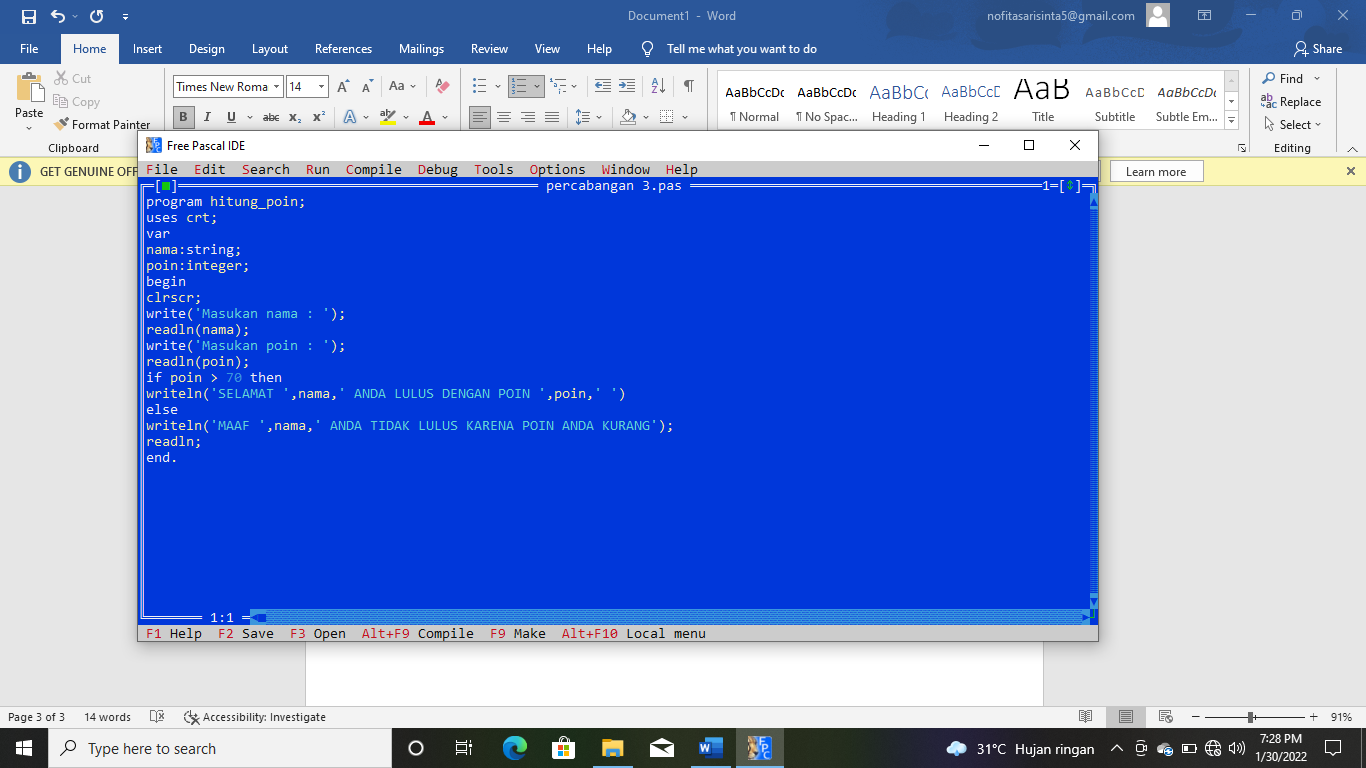 Document1 - Word
nofitasarisinta5@gmail.com
File Home Insert Design Layout References Mailings Review View Help Tell me what you want to do Share
Cut
Copy
Paste
Format Painter
Clipboard
Times New Roma 14
Aa
B I U abc x₂ x² A ab A
AaBbCcDc AaBbCcDc AaBbCc AaBbCcD AaB AaBbCcD AaBbCcDc
¶ Normal ¶ No Spac... Heading 1 Heading 2 Title Subtitle Subtle Em...
Find
Replace
Select
Editing
GET GENUINE OFF
Learn more
Free Pascal IDE
File Edit Search Run Compile Debug Tools Options Window Help
percabangan 3.pas 1
program hitung_poin;
uses crt;
var
nama:string;
poin:integer;
begin
clrscr;
write('Masukan nama : ');
readln(nama);
write('Masukan poin : ');
readln(poin);
if poin > 70 then
writeln('SELAMAT ',nama,' ANDA LULUS DENGAN POIN ',poin,' ')
else
writeln('MAAF ',nama,' ANDA TIDAK LULUS KARENA POIN ANDA KURANG');
readln;
end.
1:1
F1 Help F2 Save F3 Open Alt+F9 Compile F9 Make Alt+F10 Local menu
Page 3 of 3 14 words Accessibility: Investigate 91%
Type here to search
31°C Hujan ringan
7:28 PM
1/30/2022